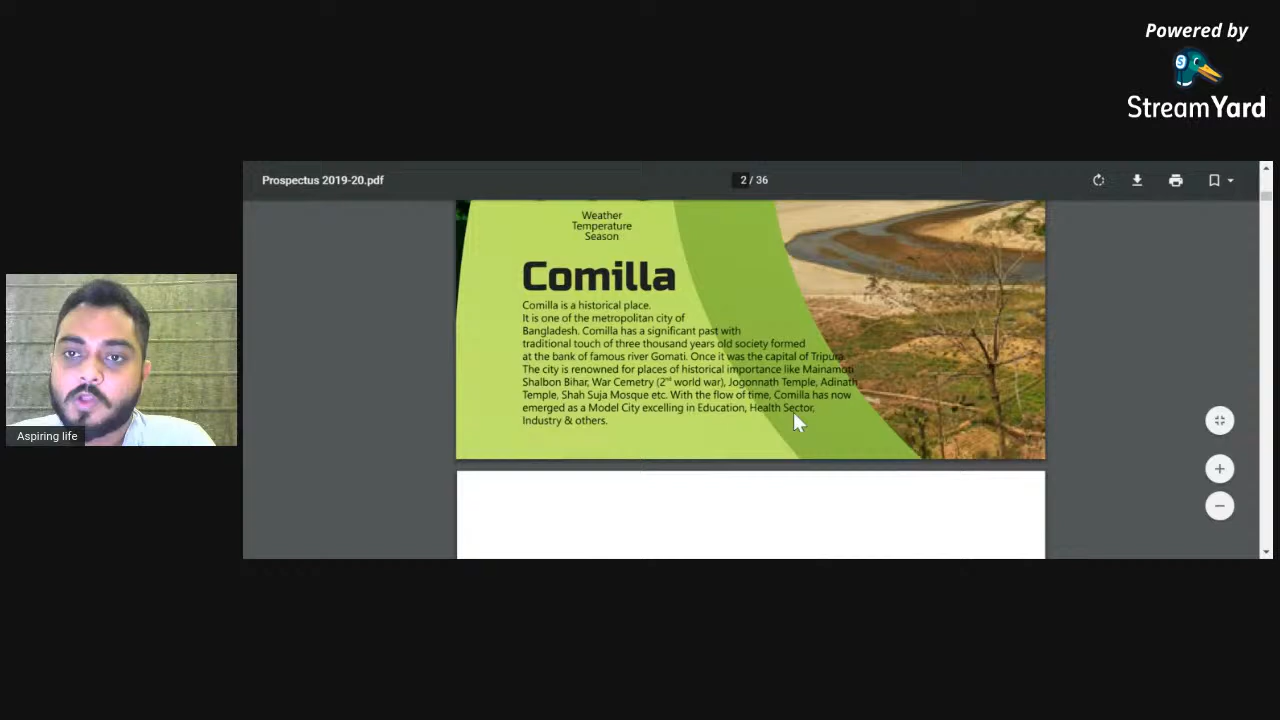 Powered by
StreamYard
Prospectus 2019-20.pdf
2 / 36
Weather
Temperature
Season
Comilla
Comilla is a historical place.
It is one of the metropolitan city of
Bangladesh. Comilla has a significant past with
traditional touch of three thousand years old society formed
at the bank of famous river Gomati. Once it was the capital of Tripura
The city is renowned for places of historical importance like Mainamoti
Shalbon Bihar, War Cemetry (2nd world war), Jogonnath Temple, Adinath
Temple, Shah Suja Mosque etc. With the flow of time, Comilla has now
emerged as a Model City excelling in Education, Health Sector,
Industry & others.
Aspiring life